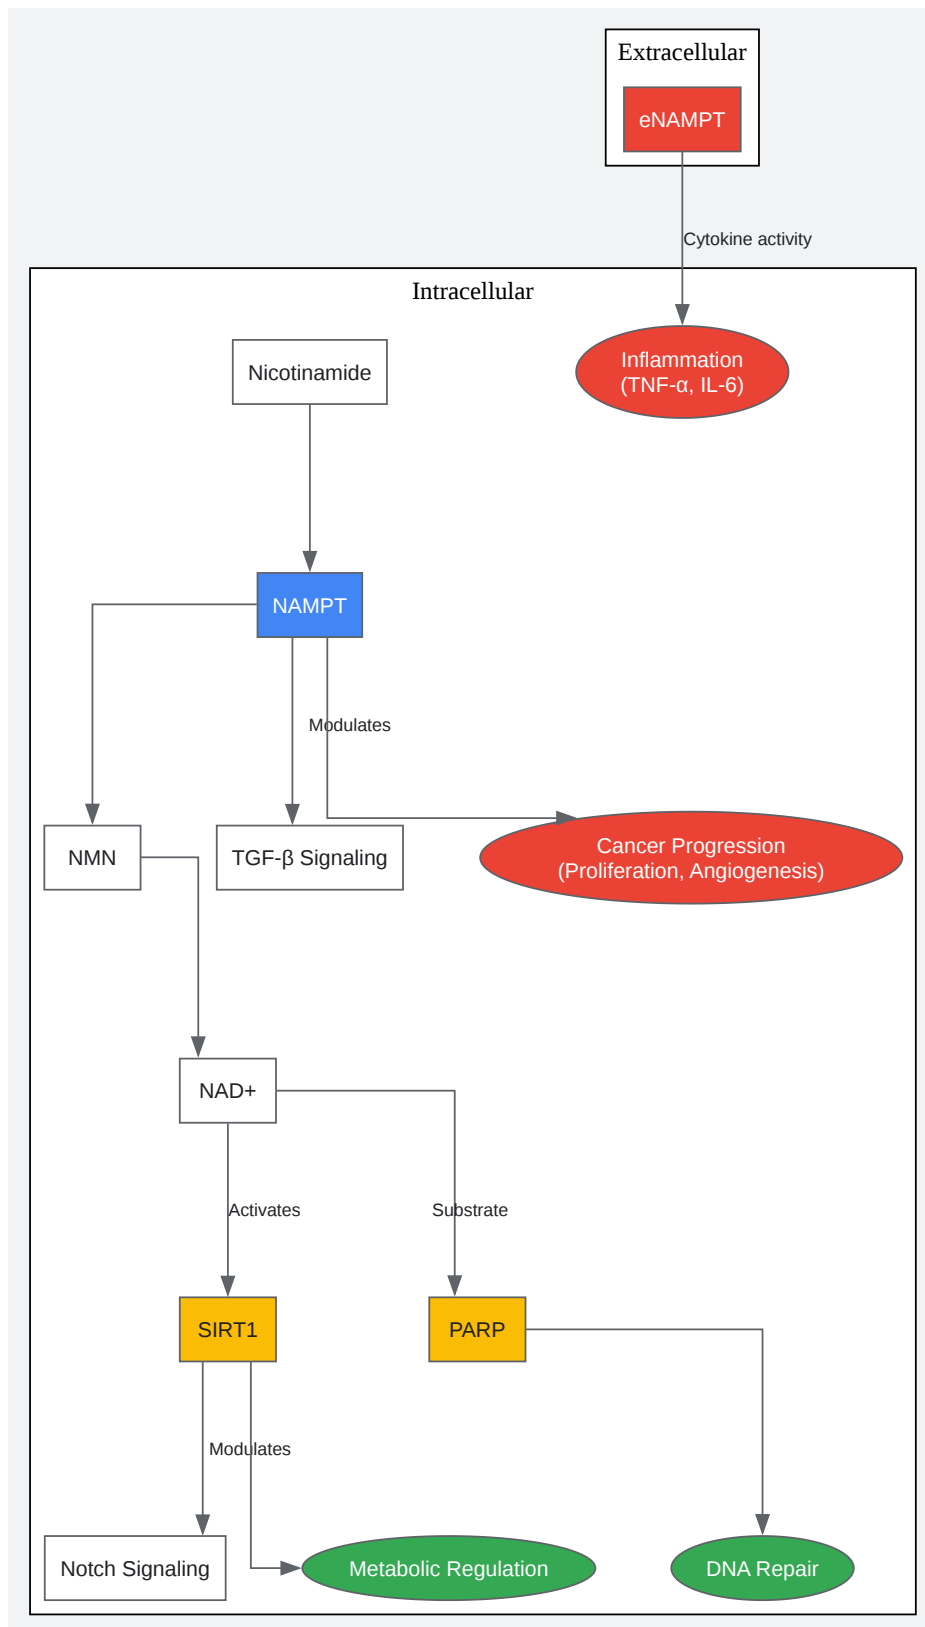 Extracellular
eNAMPT
Cytokine activity
Intracellular
Nicotinamide
Inflammation
(TNF-α, IL-6)
NAMPT
Modulates
NMN
TGF-β Signaling
Cancer Progression
(Proliferation, Angiogenesis)
NAD+
Activates
Substrate
SIRT1
PARP
Modulates
Notch Signaling
Metabolic Regulation
DNA Repair